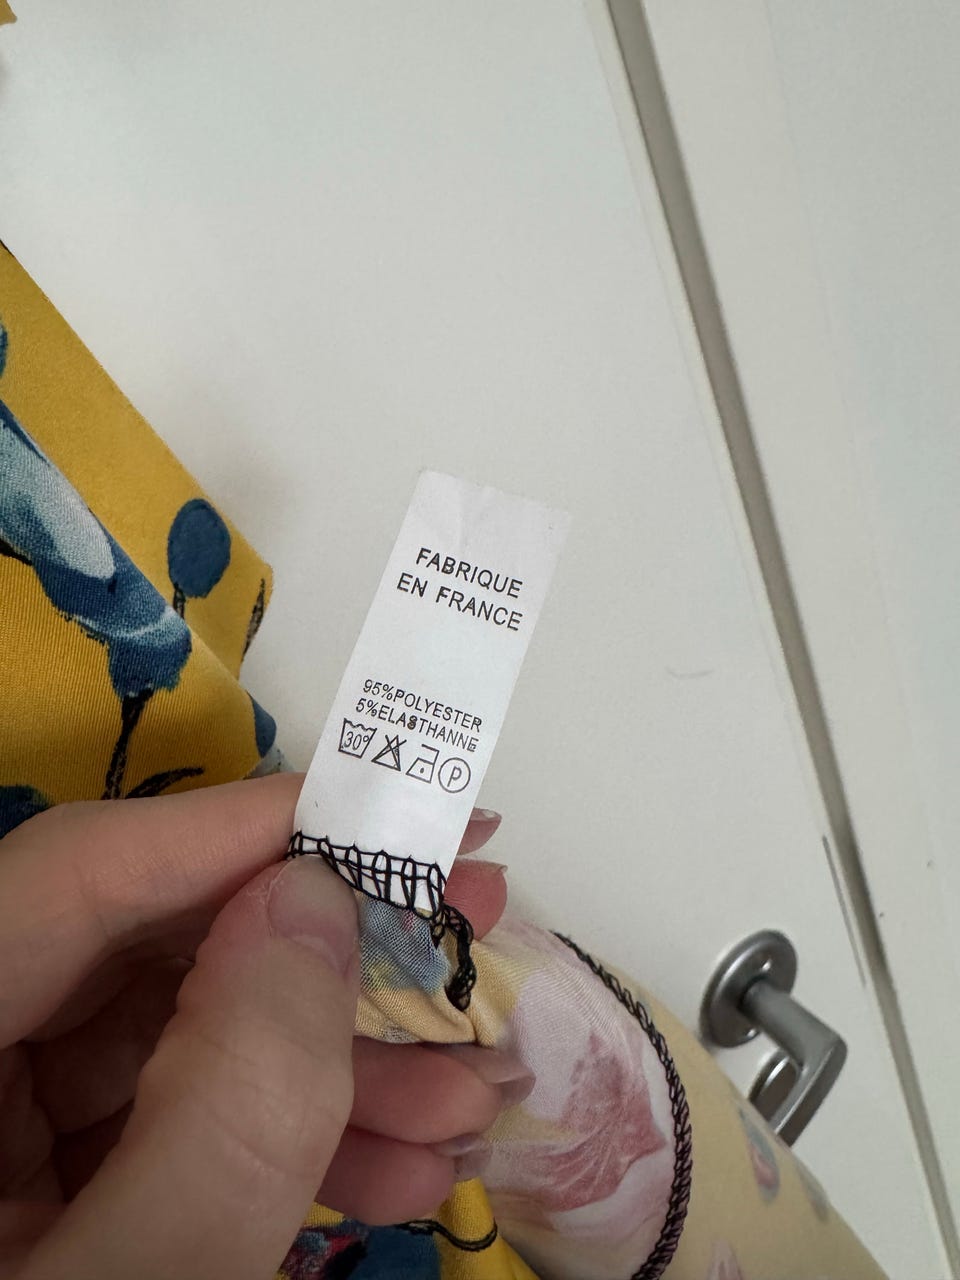 FABRIQUE
EN FRANCE
95%POLYESTER
5%ELASTHANNE
30° P